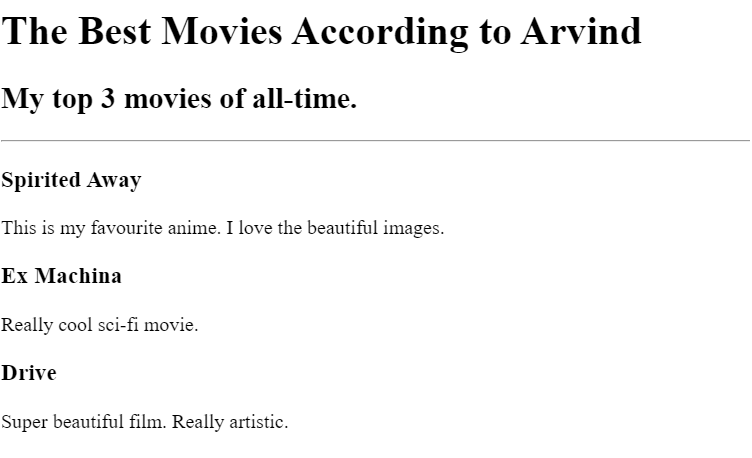 The Best Movies According to Arvind
My top 3 movies of all-time.
Spirited Away
This is my favourite anime. I love the beautiful images.
Ex Machina
Really cool sci-fi movie.
Drive
Super beautiful film. Really artistic.